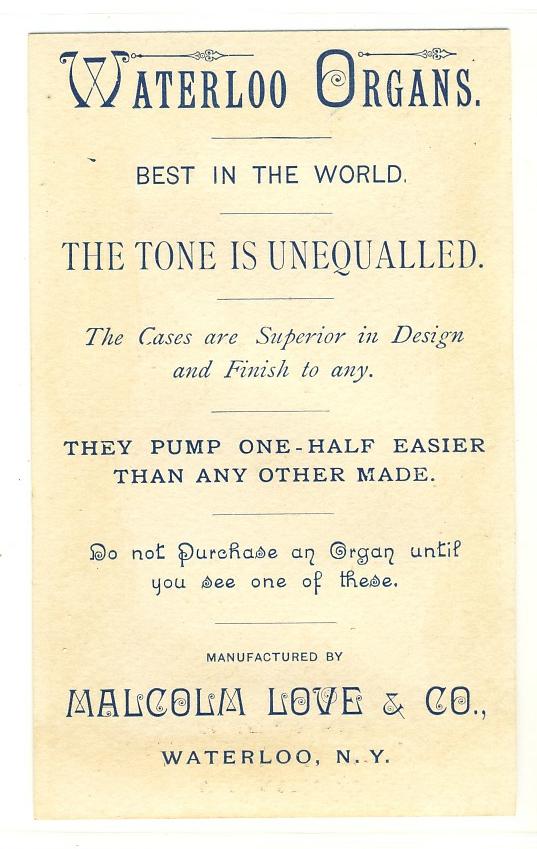 WATERLOO ORGANS.
BEST IN THE WORLD.
THE TONE IS UNEQUALLED.
The Cases are Superior in Design
and Finish to any.
THEY PUMP ONE-HALF EASIER
THAN ANY OTHER MADE.
Do not Purchase an Organ until
you see one of these.
MANUFACTURED BY
MALCOLM LOVE & CO.,
WATERLOO, N. Y.